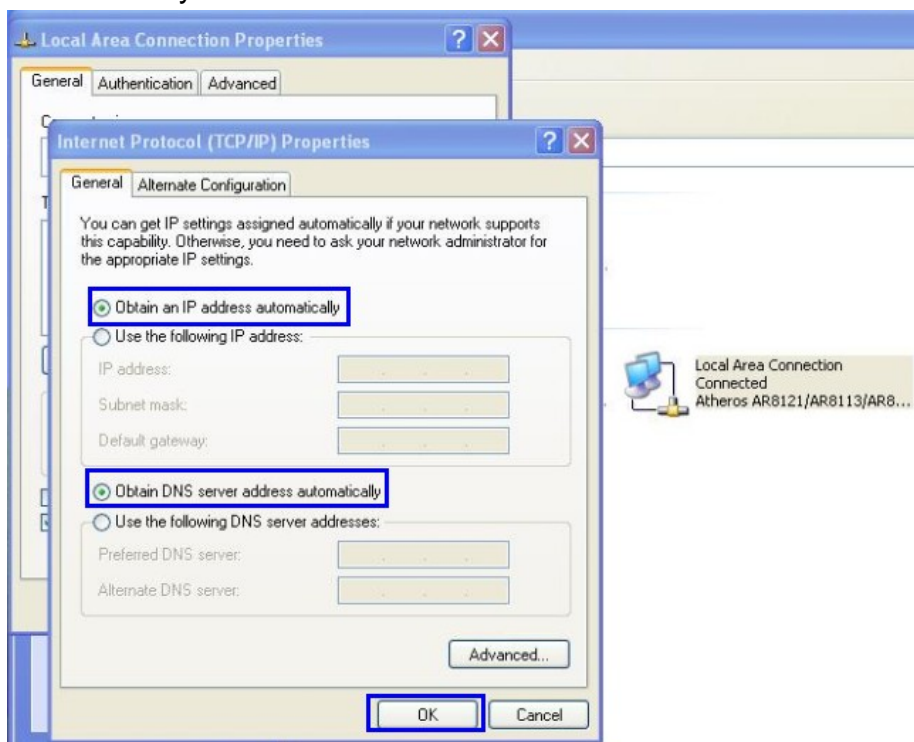 Local Area Connection Properties
General Authentication Advanced
Internet Protocol (TCP/IP) Properties
General Alternate Configuration
You can get IP settings assigned automatically if your network supports
this capability. Otherwise, you need to ask your network administrator for
the appropriate IP settings.
Obtain an IP address automatically
Use the following IP address:
IP address:
Subnet mask:
Default gateway:
Obtain DNS server address automatically
Use the following DNS server addresses:
Preferred DNS server:
Alternate DNS server:
Advanced...
OK Cancel
Local Area Connection
Connected
Atheros AR8121/AR8113/AR8...